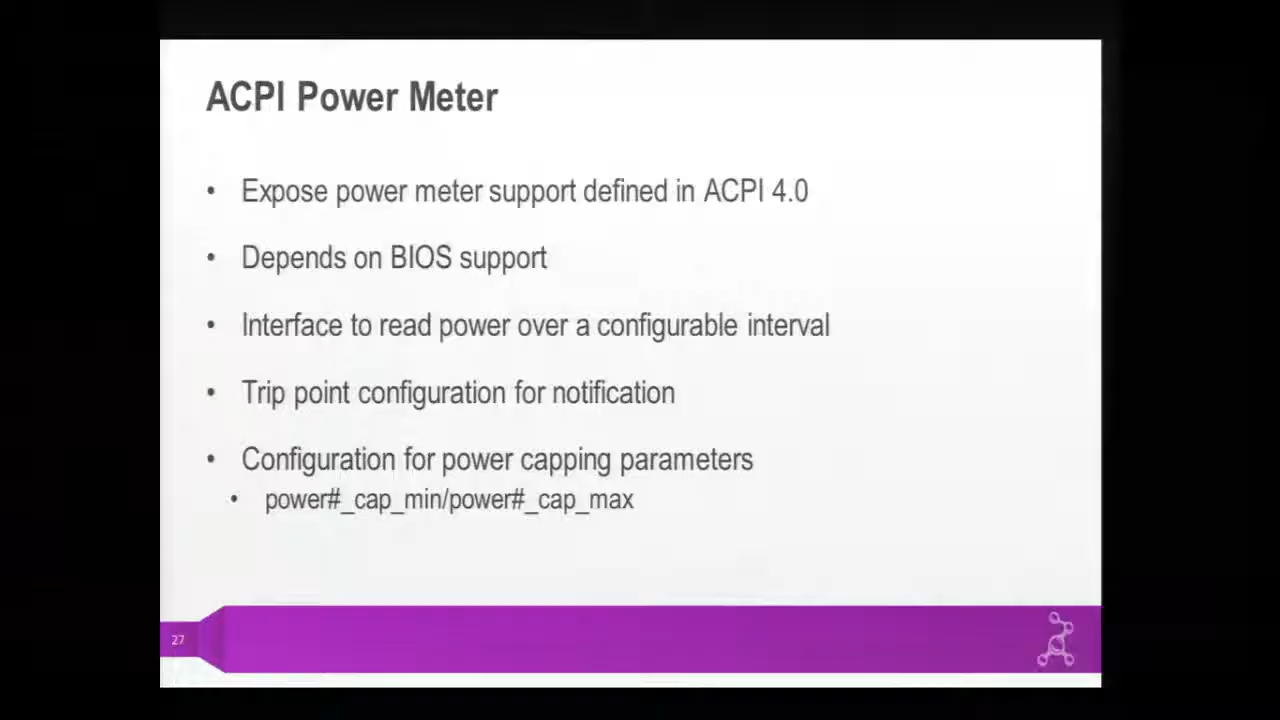 ACPI Power Meter
• Expose power meter support defined in ACPI 4.0
• Depends on BIOS support
• Interface to read power over a configurable interval
• Trip point configuration for notification
• Configuration for power capping parameters
• power#_cap_min/power#_cap_max
27